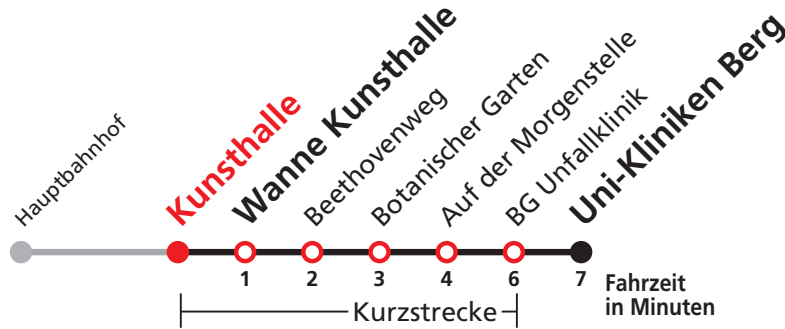 Hauptbahnhof
Kunsthalle
Wanne Kunsthalle
Beethovenweg
Botanischer Garten
Auf der Morgenstelle
BG Unfallklinik
Uni-Kliniken Berg
1 2 3 4 6 7
Fahrzeit
in Minuten
Kurzstrecke